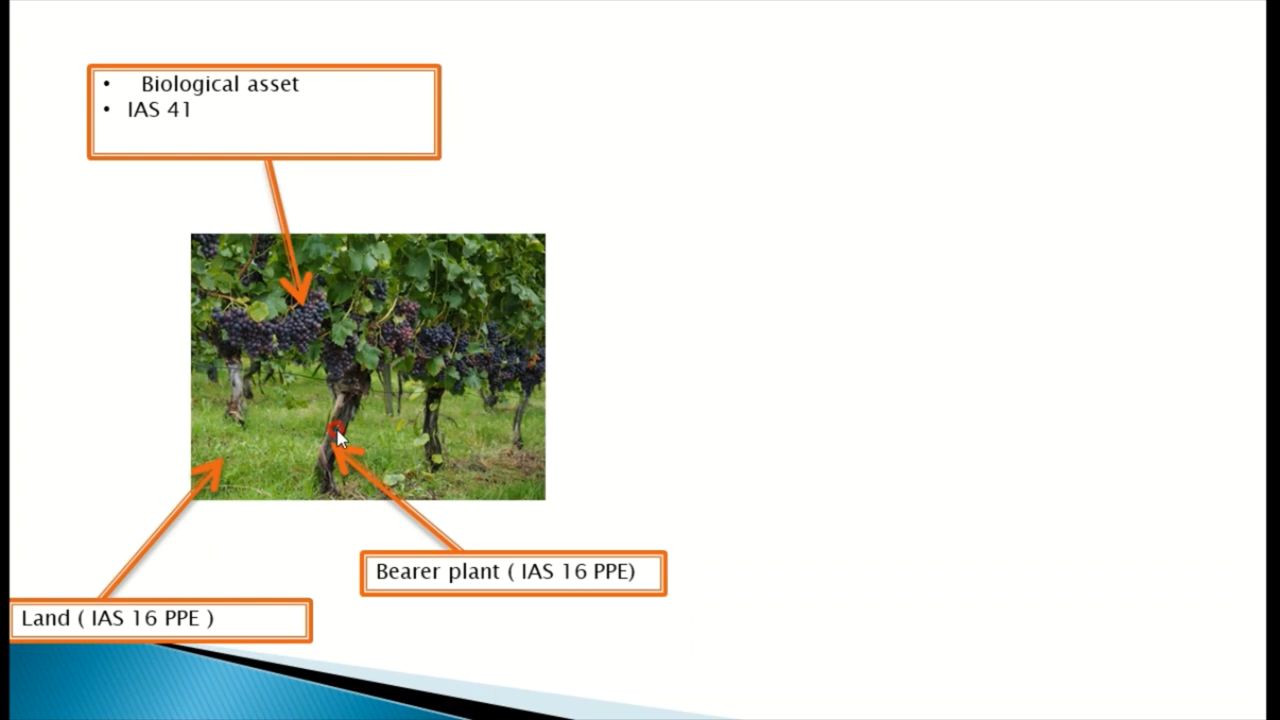 • Biological asset
• IAS 41
Bearer plant ( IAS 16 PPE)
Land ( IAS 16 PPE )